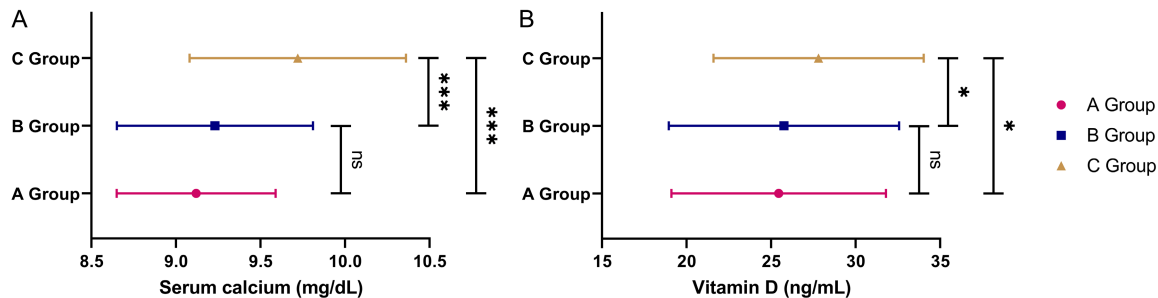 A
C Group
B Group
A Group
***
***
ns
8.5 9.0 9.5 10.0 10.5
Serum calcium (mg/dL)
B
C Group
B Group
A Group
*
*
ns
15 20 25 30 35
Vitamin D (ng/mL)
A Group
B Group
C Group